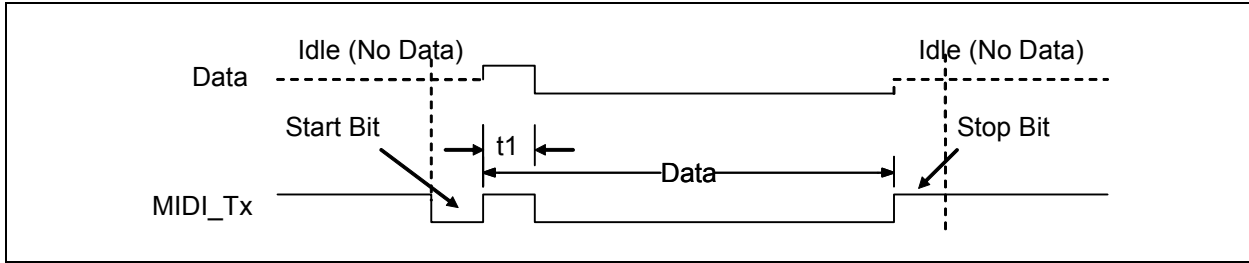 Idle (No Data)
Idle (No Data)
Data
Start Bit
t1
Stop Bit
Data
MIDI_Tx